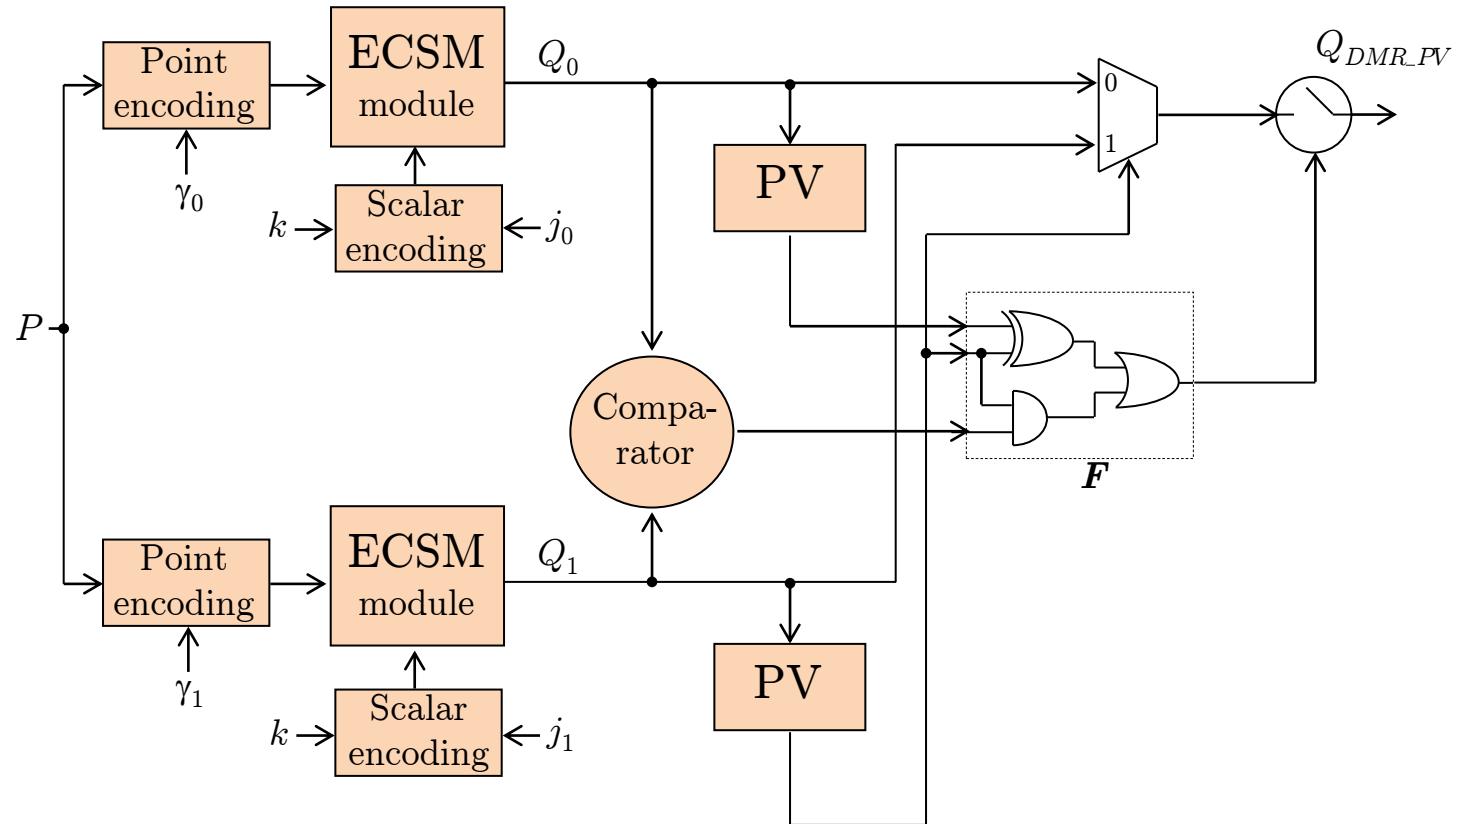 Q_DMR_PV
Point
encoding
ECSM
module
Q_0
0
1
PV
γ_0
Scalar
encoding
k
j_0
P
Compa-
rator
F
Point
encoding
ECSM
module
Q_1
PV
γ_1
Scalar
encoding
k
j_1